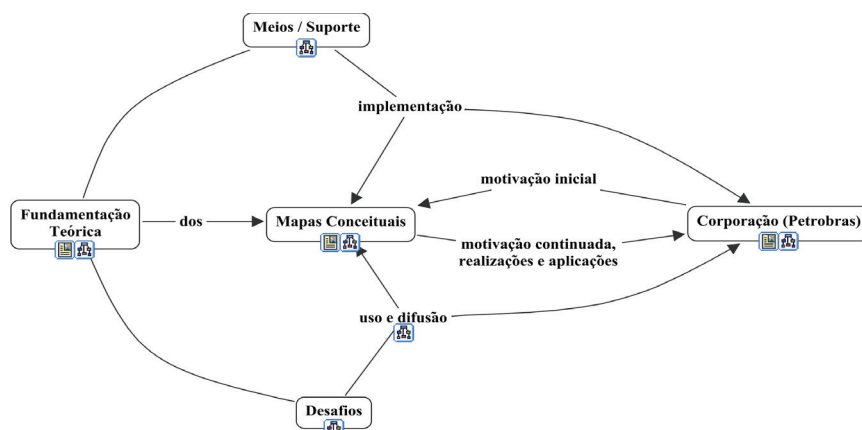 Meios / Suporte
implementação
motivação inicial
Fundamentação
Teórica
dos
Mapas Conceituais
Corporação (Petrobras)
motivação continuada,
realizações e aplicações
uso e difusão
Desafios